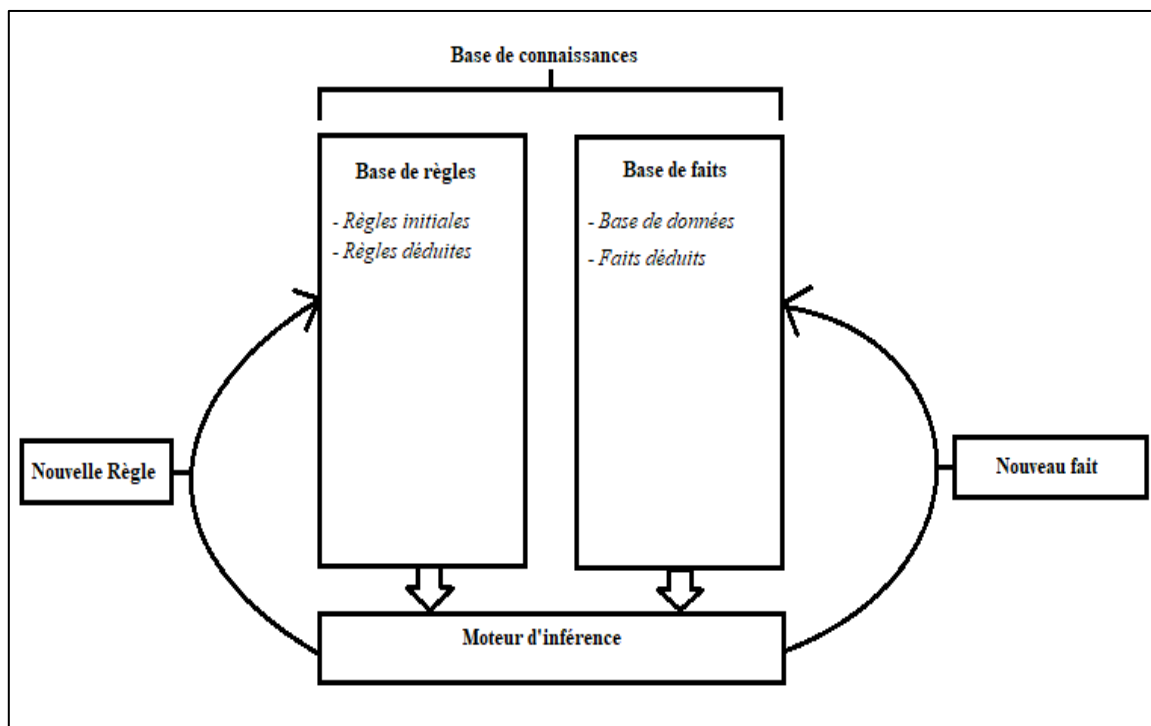 Base de connaissances
Base de règles
- Règles initiales
- Règles déduites
Base de faits
- Base de données
- Faits déduits
Nouvelle Règle
Nouveau fait
Moteur d'inférence